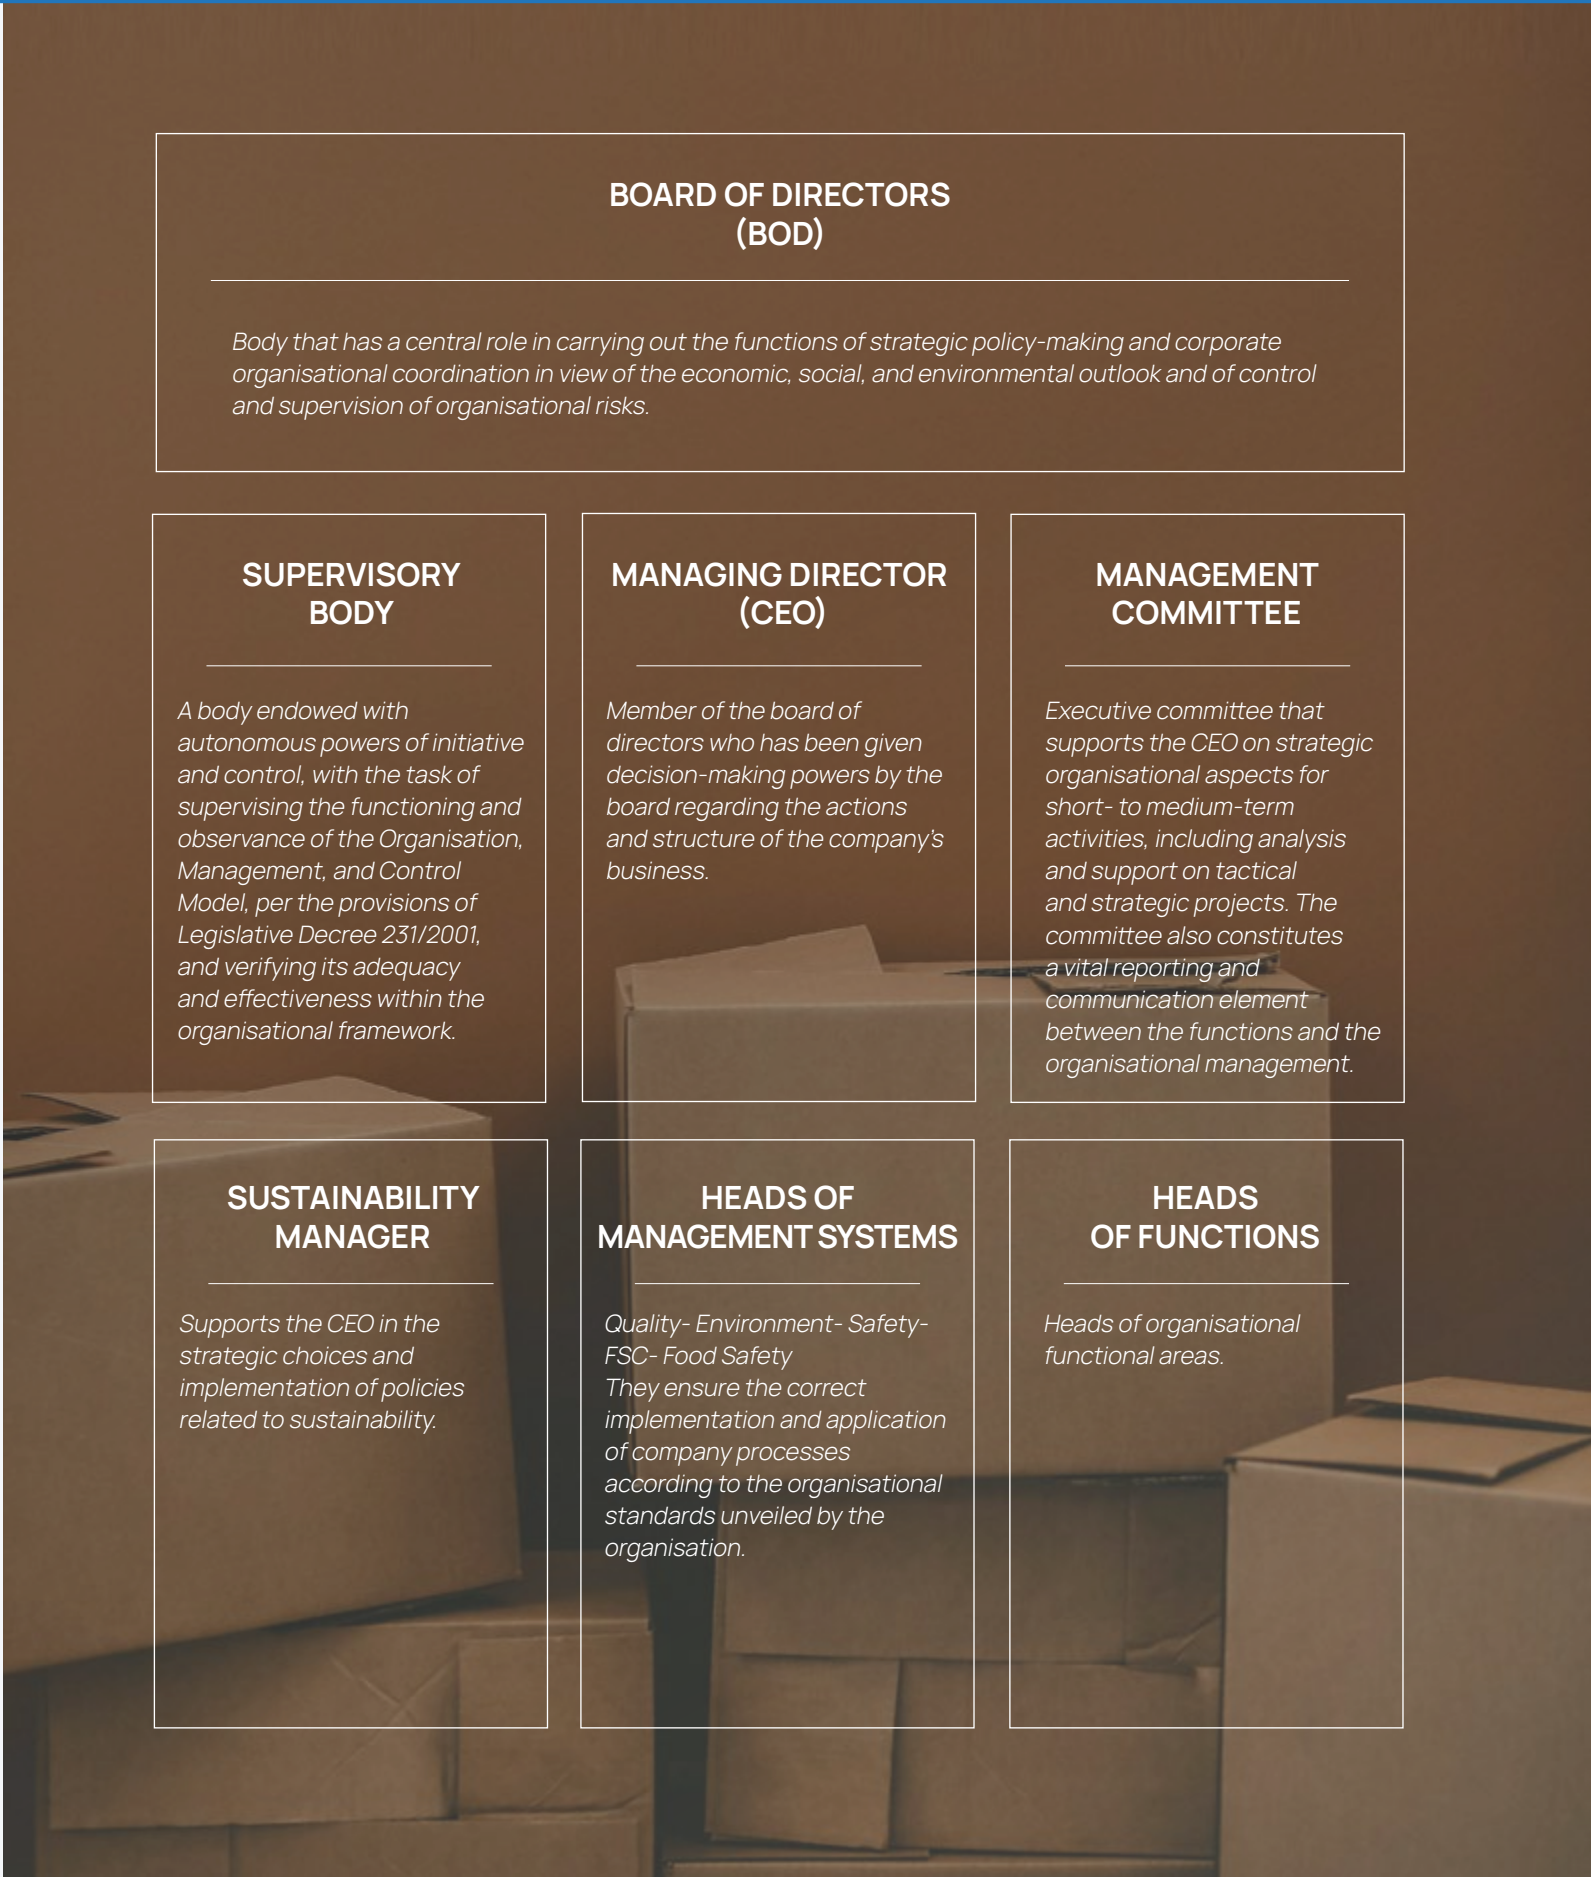 BOARD OF DIRECTORS
(BOD)
Body that has a central role in carrying out the functions of strategic policy-making and corporate
organisational coordination in view of the economic, social, and environmental outlook and of control
and supervision of organisational risks.
SUPERVISORY
BODY
A body endowed with
autonomous powers of initiative
and control, with the task of
supervising the functioning and
observance of the Organisation,
Management, and Control
Model, per the provisions of
Legislative Decree 231/2001,
and verifying its adequacy
and effectiveness within the
organisational framework.
MANAGING DIRECTOR
(CEO)
Member of the board of
directors who has been given
decision-making powers by the
board regarding the actions
and structure of the company's
business.
MANAGEMENT
COMMITTEE
Executive committee that
supports the CEO on strategic
organisational aspects for
short- to medium-term
activities, including analysis
and support on tactical
and strategic projects. The
committee also constitutes
a vital reporting and
communication element
between the functions and the
organisational management.
SUSTAINABILITY
MANAGER
Supports the CEO in the
strategic choices and
implementation of policies
related to sustainability.
HEADS OF
MANAGEMENT SYSTEMS
Quality- Environment- Safety-
FSC- Food Safety
They ensure the correct
implementation and application
of company processes
according to the organisational
standards unveiled by the
organisation.
HEADS
OF FUNCTIONS
Heads of organisational
functional areas.